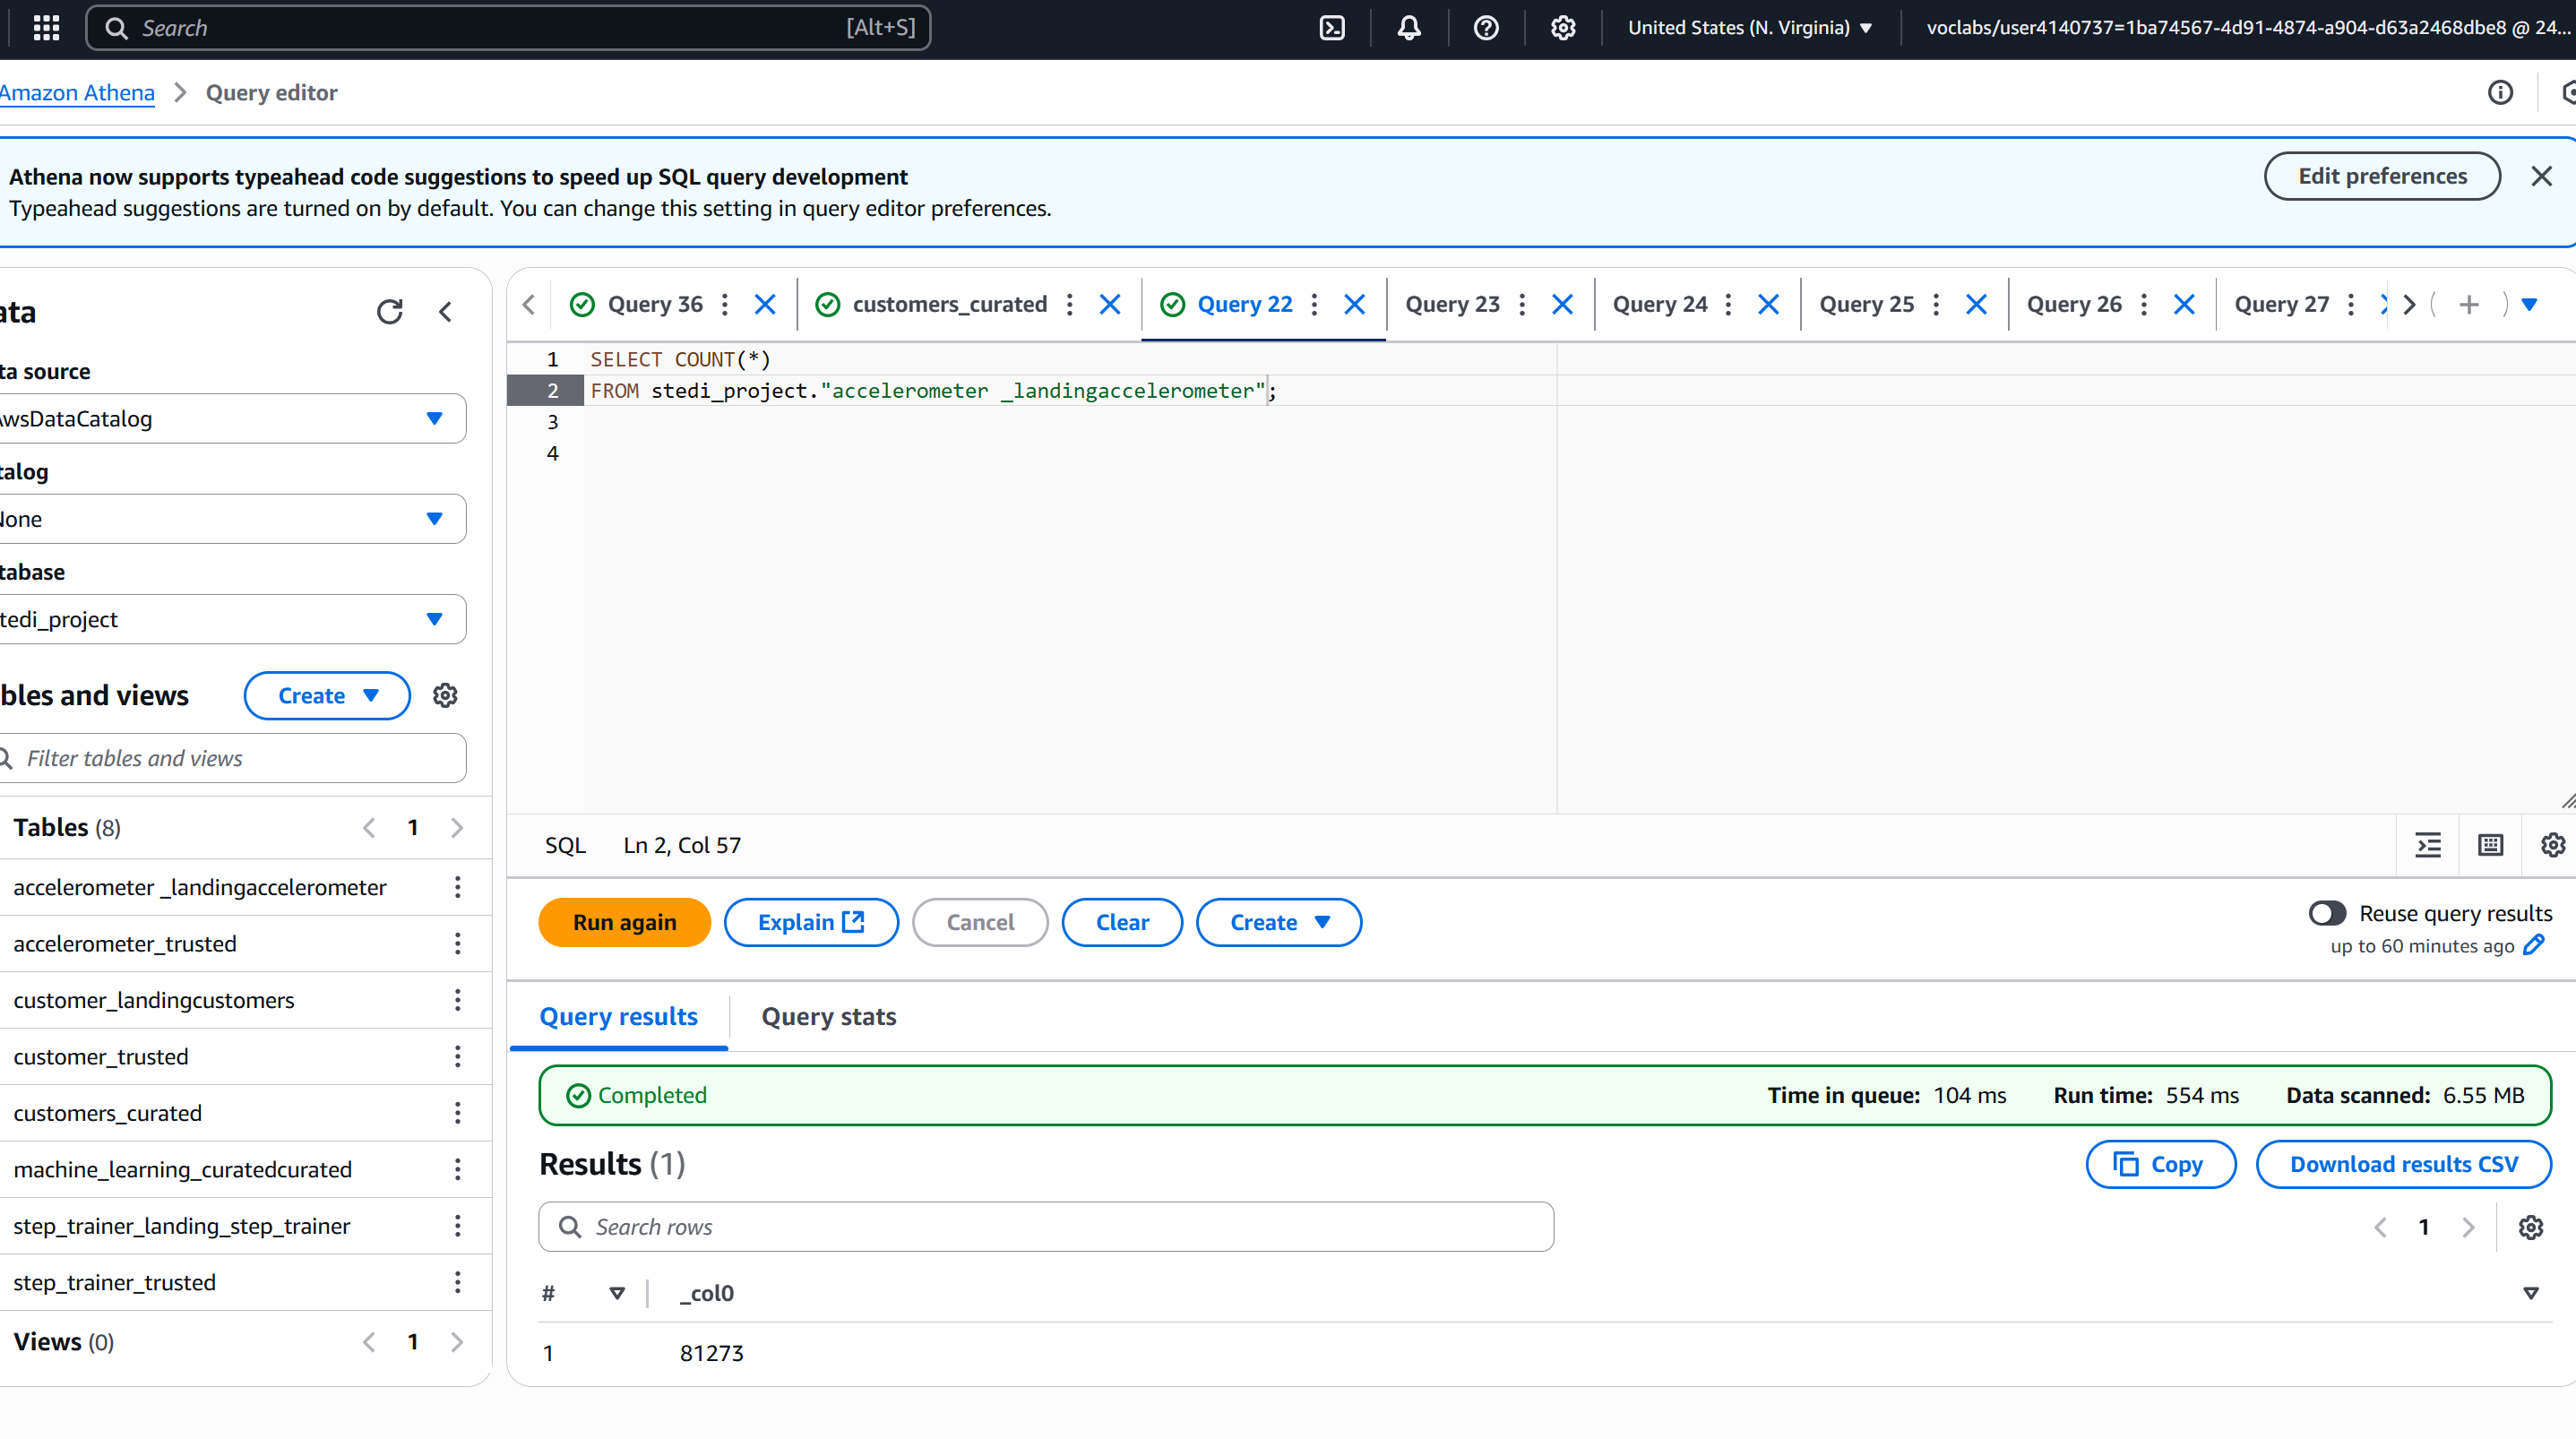 Search [Alt+S] United States (N. Virginia) voclabs/user4140737=1ba74567-4d91-4874-a904-d63a2468dbe8 @ 24...
Amazon Athena > Query editor
Athena now supports typeahead code suggestions to speed up SQL query development
Typeahead suggestions are turned on by default. You can change this setting in query editor preferences.
Edit preferences
ata
ta source
wsDataCatalog
talog
None
tabase
tedi_project
bles and views
Create
Filter tables and views
Tables (8) 1
accelerometer _landingaccelerometer
accelerometer_trusted
customer_landingcustomers
customer_trusted
customers_curated
machine_learning_curatedcurated
step_trainer_landing_step_trainer
step_trainer_trusted
Views (0) 1
Query 36 customers_curated Query 22 Query 23 Query 24 Query 25 Query 26 Query 27
1 SELECT COUNT(*)
2 FROM stedi_project."accelerometer _landingaccelerometer";
3
4
SQL Ln 2, Col 57
Run again Explain Cancel Clear Create
Reuse query results
up to 60 minutes ago
Query results Query stats
Completed Time in queue: 104 ms Run time: 554 ms Data scanned: 6.55 MB
Results (1) Copy Download results CSV
Search rows 1
# _col0
1 81273